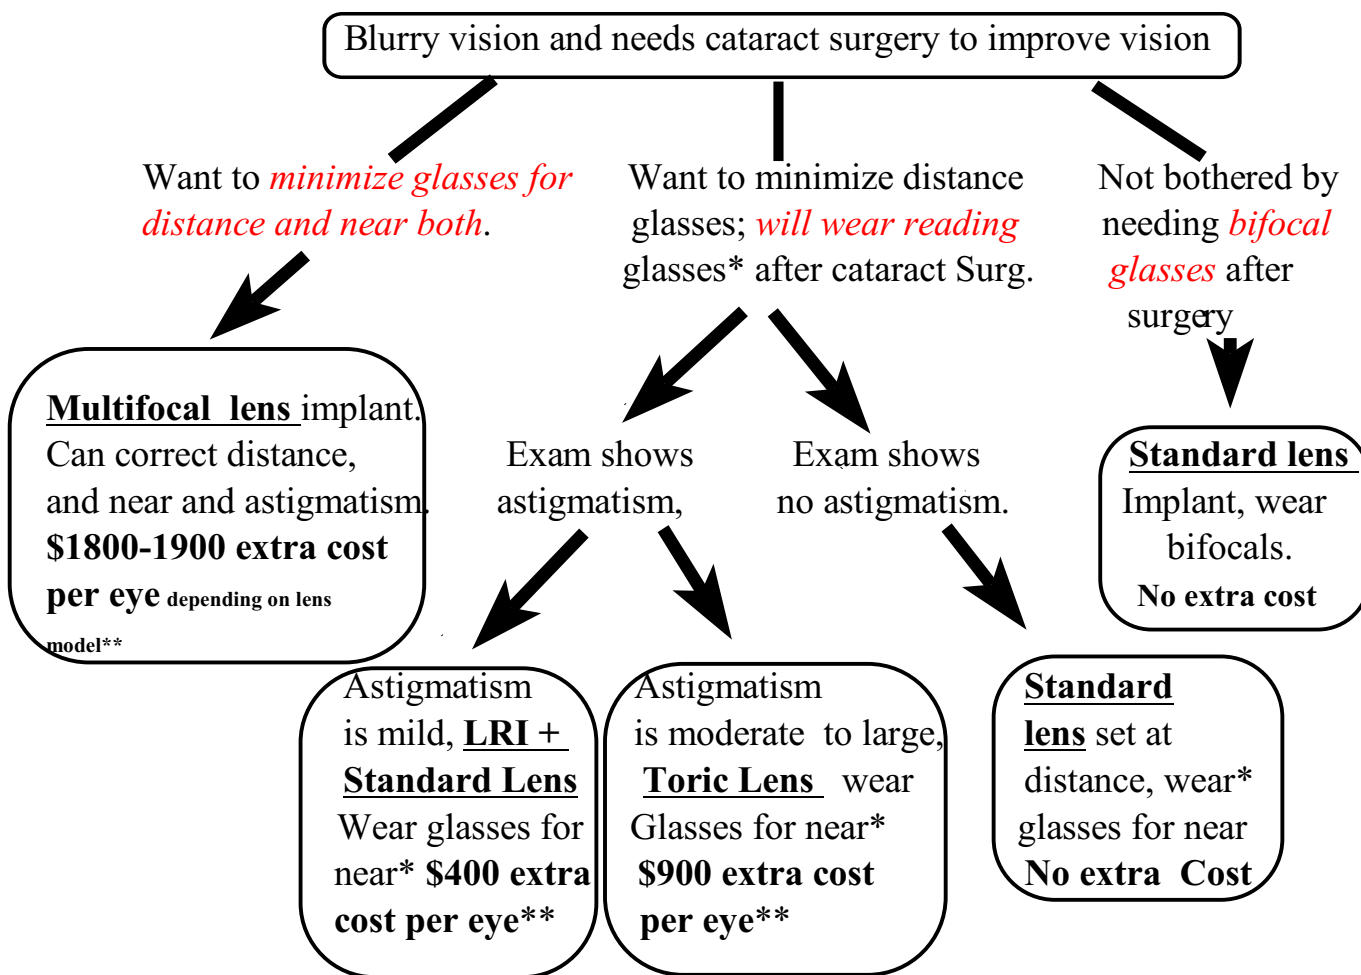 Blurry vision and needs cataract surgery to improve vision
Want to minimize glasses for
distance and near both.
Want to minimize distance
glasses; will wear reading
glasses* after cataract Surg.
Not bothered by
needing bifocal
glasses after
surgery
Multifocal lens implant.
Can correct distance,
and near and astigmatism.
$1800-1900 extra cost
per eye depending on lens
model**
Exam shows
astigmatism,
Exam shows
no astigmatism.
Standard lens
Implant, wear
bifocals.
No extra cost
Astigmatism
is mild, LRI +
Standard Lens
Wear glasses for
near* $400 extra
cost per eye**
Astigmatism
is moderate to large,
Toric Lens wear
Glasses for near*
$900 extra cost
per eye**
Standard
lens set at
distance, wear*
glasses for near
No extra Cost